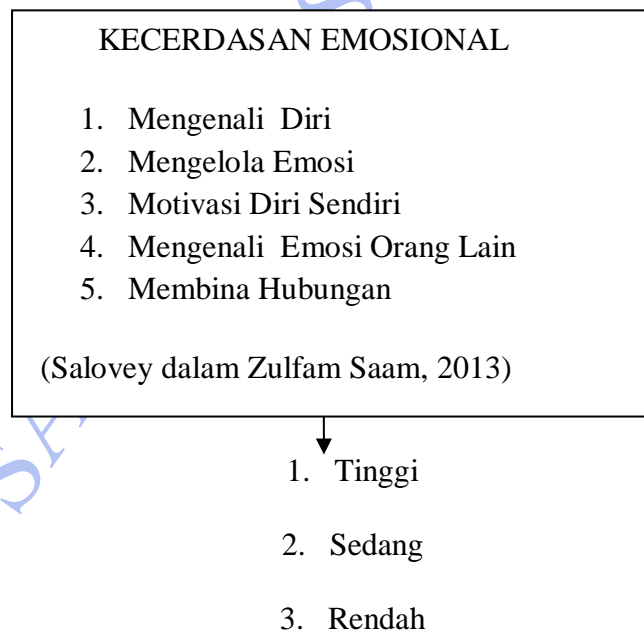 KECERDASAN EMOSIONAL
1. Mengenali Diri
2. Mengelola Emosi
3. Motivasi Diri Sendiri
4. Mengenali Emosi Orang Lain
5. Membina Hubungan
(Salovey dalam Zulfam Saam, 2013)
1. Tinggi
2. Sedang
3. Rendah